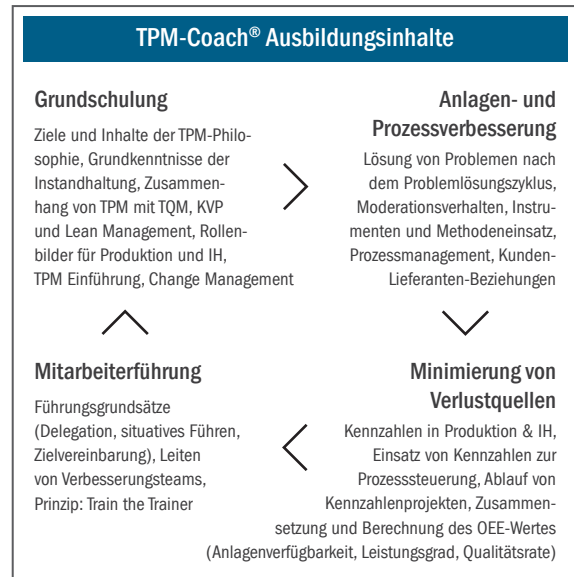 TPM-Coach® Ausbildungsinhalte
Grundschulung
Ziele und Inhalte der TPM-Philo-
sophie, Grundkenntnisse der
Instandhaltung, Zusammen-
hang von TPM mit TQM, KVP
und Lean Management, Rollen-
bilder für Produktion und IH,
TPM Einführung, Change Management
Anlagen- und
Prozessverbesserung
Lösung von Problemen nach
dem Problemlösungszyklus,
Moderationsverhalten, Instru-
menten und Methodeneinsatz,
Prozessmanagement, Kunden-
Lieferanten-Beziehungen
Minimierung von
Verlustquellen
Kennzahlen in Produktion & IH,
Einsatz von Kennzahlen zur
Prozesssteuerung, Ablauf von
Kennzahlenprojekten, Zusammen-
setzung und Berechnung des OEE-Wertes
(Anlagenverfügbarkeit, Leistungsgrad, Qualitätsrate)
Mitarbeiterführung
Führungsgrundsätze
(Delegation, situatives Führen,
Zielvereinbarung), Leiten
von Verbesserungsteams,
Prinzip: Train the Trainer